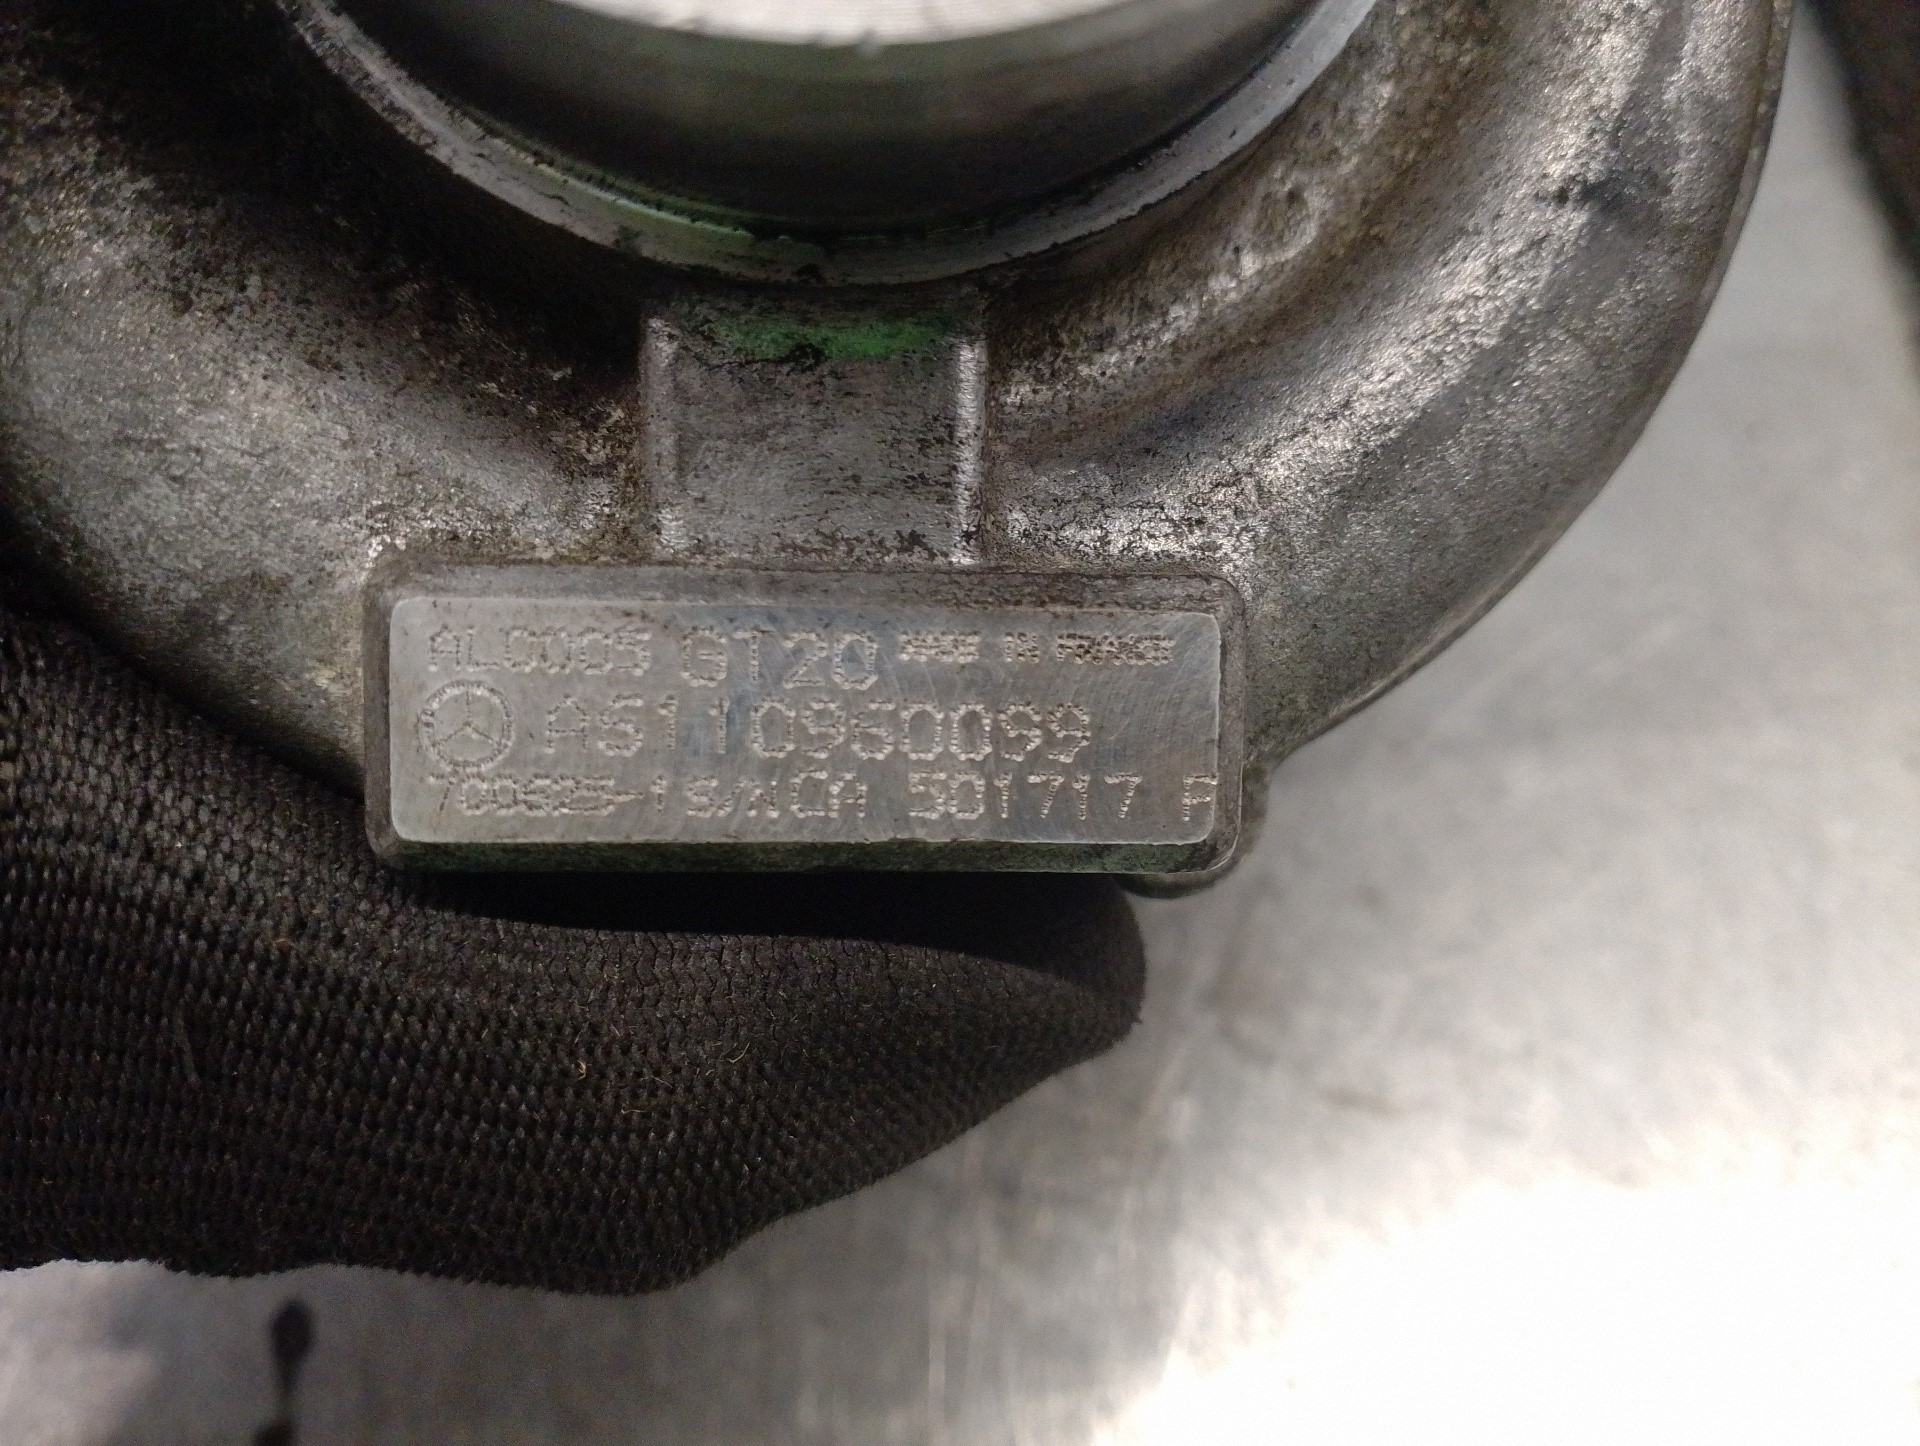 AL0005 GT20 MADE IN FRANCE
A6110960099
700625-1 S/N CA 501717 P